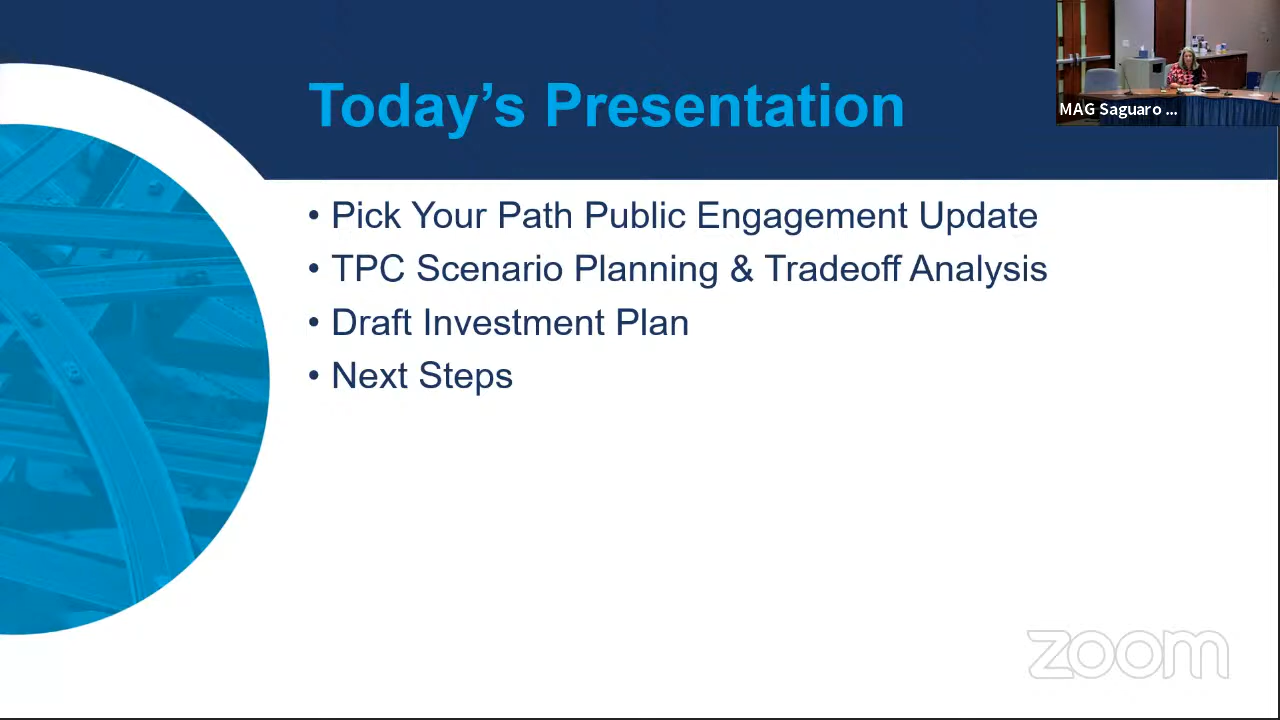 Today’s Presentation
MAG Saguaro ...
• Pick Your Path Public Engagement Update
• TPC Scenario Planning & Tradeoff Analysis
• Draft Investment Plan
• Next Steps
zoom